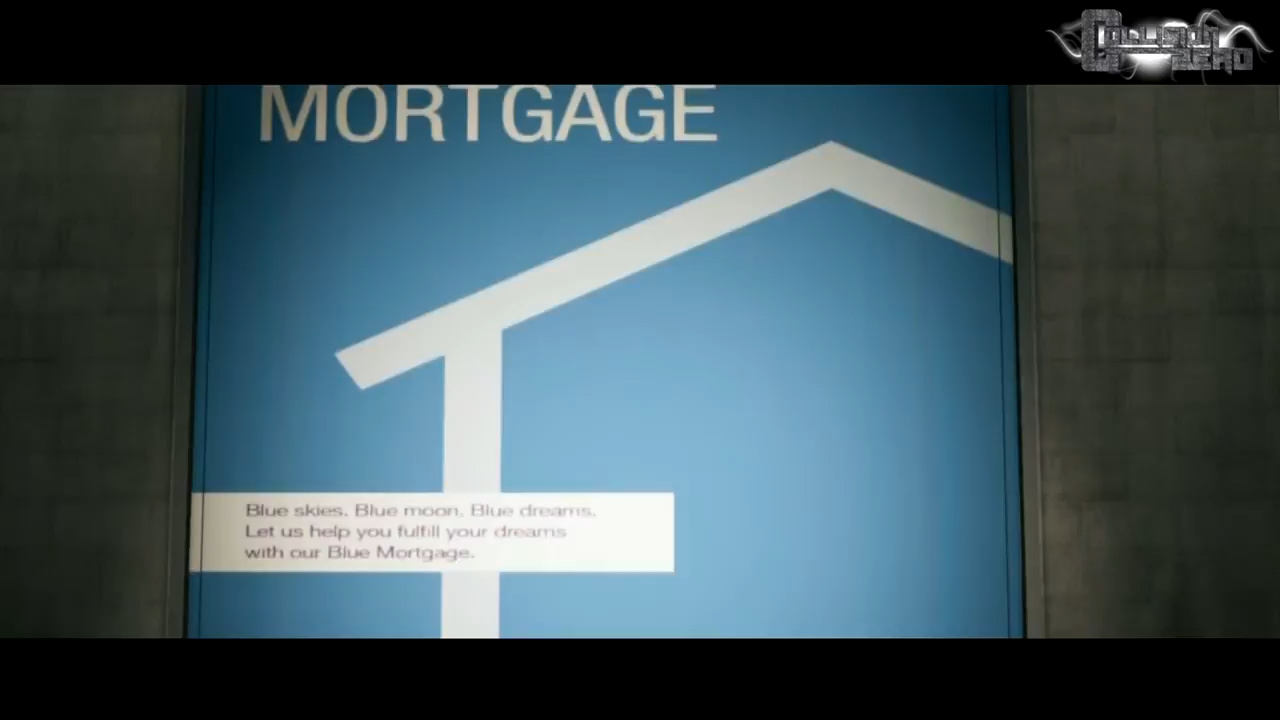 MORTGAGE
Blue skies. Blue moon. Blue dreams.
Let us help you fulfill your dreams
with our Blue Mortgage.